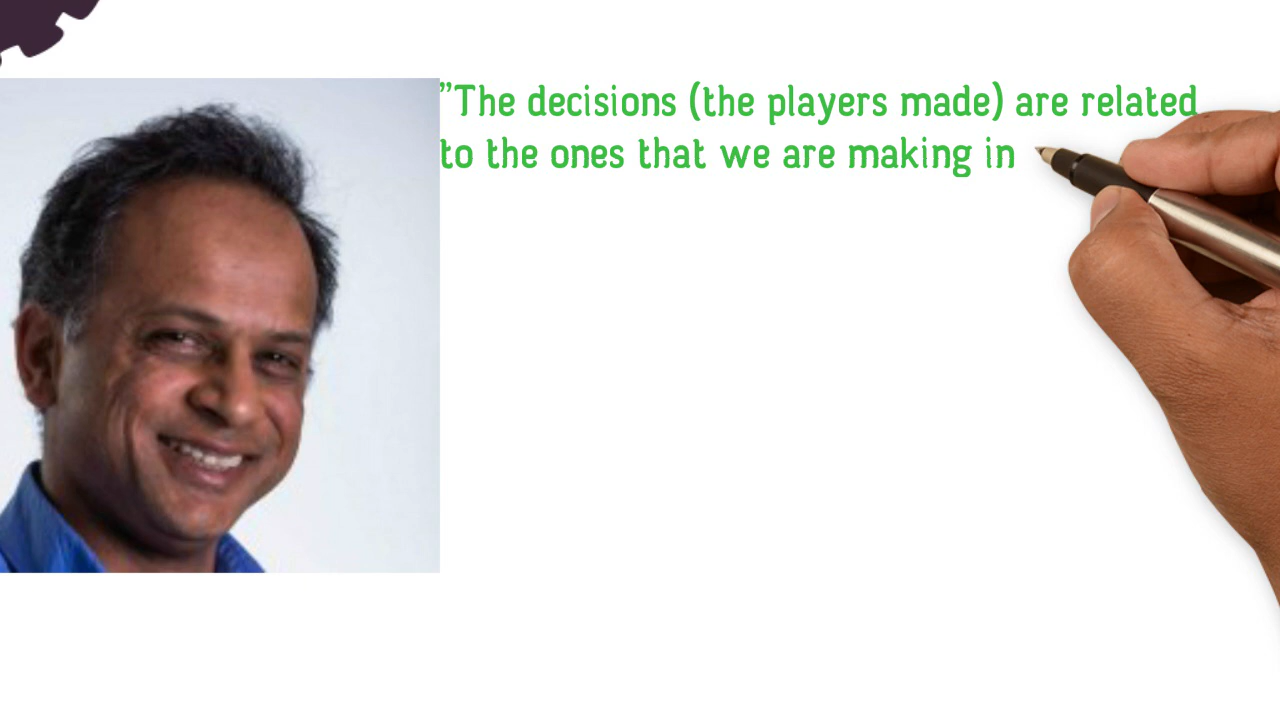 "The decisions (the players made) are related
to the ones that we are making in